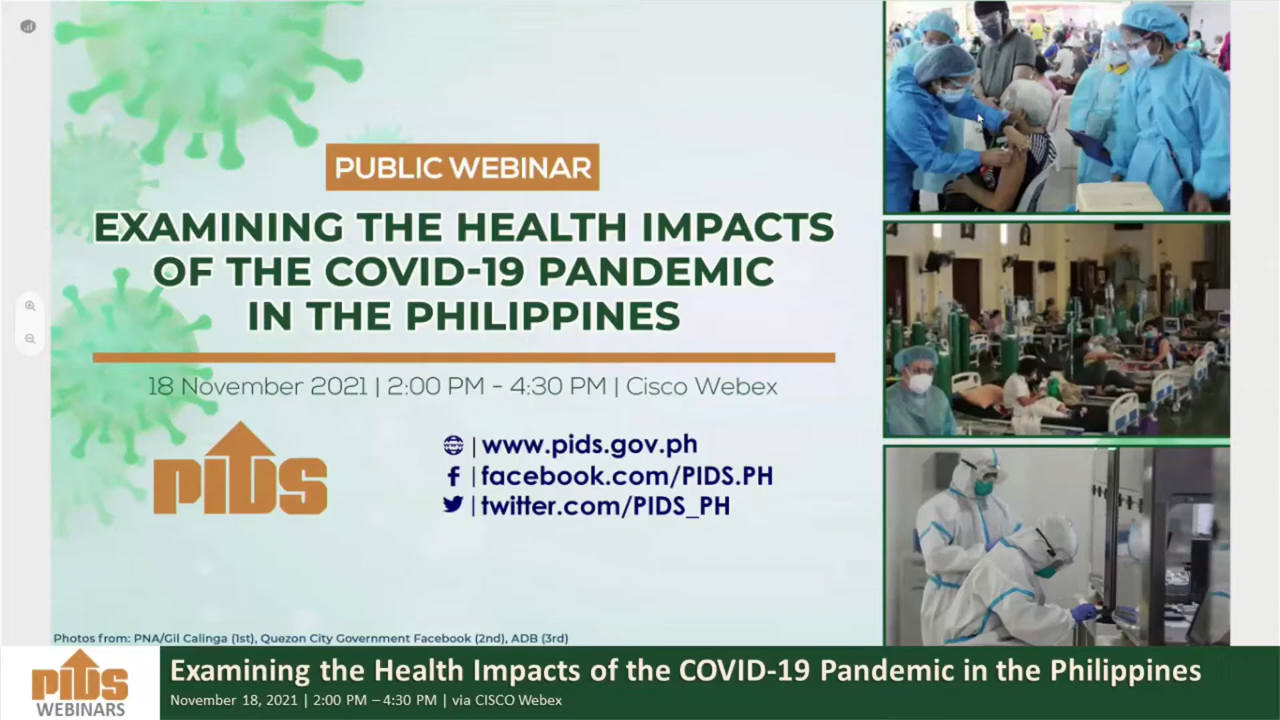 PUBLIC WEBINAR
EXAMINING THE HEALTH IMPACTS
OF THE COVID-19 PANDEMIC
IN THE PHILIPPINES
18 November 2021 | 2:00 PM - 4:30 PM | Cisco Webex
PIDS
| www.pids.gov.ph
f | facebook.com/PIDS.PH
| twitter.com/PIDS_PH
Photos from: PNA/Gil Calinga (1st), Quezon City Government Facebook (2nd), ADB (3rd)
PIDS
WEBINARS
Examining the Health Impacts of the COVID-19 Pandemic in the Philippines
November 18, 2021 | 2:00 PM – 4:30 PM | via CISCO Webex